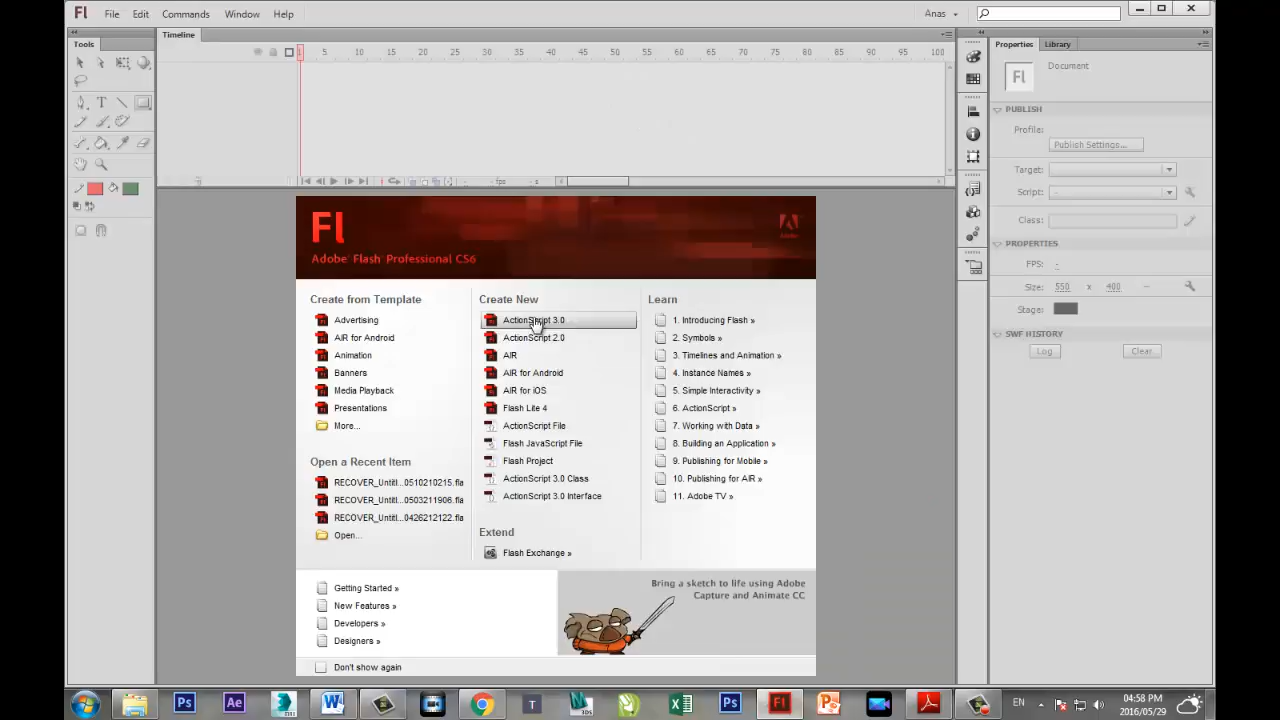 Fl File Edit Commands Window Help Anas
Tools
Timeline
1 5 10 15 20 25 30 35 40 45 50 55 60 65 70 75 80 85 90 95 100
fps s
Properties Library
Fl Document
PUBLISH
Profile:
Publish Settings...
Target:
Script: -
Class:
PROPERTIES
FPS: -
Size: 550 x 400
Stage:
SWF HISTORY
Log Clear
Fl
Adobe® Flash® Professional CS6
Adobe
Create from Template
Advertising
AIR for Android
Animation
Banners
Media Playback
Presentations
More...
Open a Recent Item
RECOVER_Untitl...0510210215.fla
RECOVER_Untitl...0503211906.fla
RECOVER_Untitl...0426212122.fla
Open...
Create New
ActionScript 3.0
ActionScript 2.0
AIR
AIR for Android
AIR for iOS
Flash Lite 4
ActionScript File
Flash JavaScript File
Flash Project
ActionScript 3.0 Class
ActionScript 3.0 Interface
Extend
Flash Exchange »
Learn
1. Introducing Flash »
2. Symbols »
3. Timelines and Animation »
4. Instance Names »
5. Simple Interactivity »
6. ActionScript »
7. Working with Data »
8. Building an Application »
9. Publishing for Mobile »
10. Publishing for AIR »
11. Adobe TV »
Getting Started »
New Features »
Developers »
Designers »
Bring a sketch to life using Adobe
Capture and Animate CC
Don't show again
Ps Ae W T Ps Fl EN
04:58 PM
2016/05/29